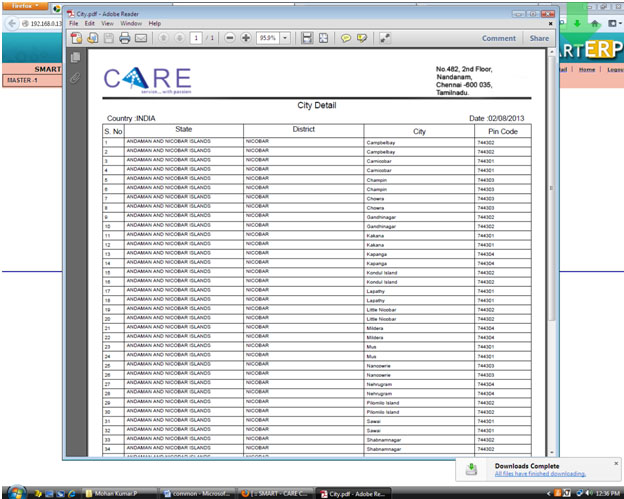 firefox
City.pdf - Adobe Reader
File Edit View Window Help
1 / 1 95.9% Comment Share
192.168.0.13
ARTERP
SMART
Home | Logou
MASTER -1
CARE
service... with passion
No.482, 2nd Floor,
Nandanam,
Chennai -600 035,
Tamilnadu.
City Detail
Country :INDIA Date :02/08/2013
S. No State District City Pin Code
1 ANDAMAN AND NICOBAR ISLANDS NICOBAR Campbelbay 744302
2 ANDAMAN AND NICOBAR ISLANDS NICOBAR Campbelbay 744302
3 ANDAMAN AND NICOBAR ISLANDS NICOBAR Carnicobar 744301
4 ANDAMAN AND NICOBAR ISLANDS NICOBAR Carnicobar 744301
5 ANDAMAN AND NICOBAR ISLANDS NICOBAR Champin 744303
6 ANDAMAN AND NICOBAR ISLANDS NICOBAR Champin 744303
7 ANDAMAN AND NICOBAR ISLANDS NICOBAR Chowra 744303
8 ANDAMAN AND NICOBAR ISLANDS NICOBAR Chowra 744303
9 ANDAMAN AND NICOBAR ISLANDS NICOBAR Gandhinagar 744302
10 ANDAMAN AND NICOBAR ISLANDS NICOBAR Gandhinagar 744302
11 ANDAMAN AND NICOBAR ISLANDS NICOBAR Kakana 744301
12 ANDAMAN AND NICOBAR ISLANDS NICOBAR Kakana 744301
13 ANDAMAN AND NICOBAR ISLANDS NICOBAR Kapanga 744304
14 ANDAMAN AND NICOBAR ISLANDS NICOBAR Kapanga 744304
15 ANDAMAN AND NICOBAR ISLANDS NICOBAR Kondul Island 744302
16 ANDAMAN AND NICOBAR ISLANDS NICOBAR Kondul Island 744302
17 ANDAMAN AND NICOBAR ISLANDS NICOBAR Lapathy 744301
18 ANDAMAN AND NICOBAR ISLANDS NICOBAR Lapathy 744301
19 ANDAMAN AND NICOBAR ISLANDS NICOBAR Little Nicobar 744302
20 ANDAMAN AND NICOBAR ISLANDS NICOBAR Little Nicobar 744302
21 ANDAMAN AND NICOBAR ISLANDS NICOBAR Mildera 744304
22 ANDAMAN AND NICOBAR ISLANDS NICOBAR Mildera 744304
23 ANDAMAN AND NICOBAR ISLANDS NICOBAR Mus 744301
24 ANDAMAN AND NICOBAR ISLANDS NICOBAR Mus 744301
25 ANDAMAN AND NICOBAR ISLANDS NICOBAR Nancowrie 744303
26 ANDAMAN AND NICOBAR ISLANDS NICOBAR Nancowrie 744303
27 ANDAMAN AND NICOBAR ISLANDS NICOBAR Nehrugram 744304
28 ANDAMAN AND NICOBAR ISLANDS NICOBAR Nehrugram 744304
29 ANDAMAN AND NICOBAR ISLANDS NICOBAR Pilomilo Island 744302
30 ANDAMAN AND NICOBAR ISLANDS NICOBAR Pilomilo Island 744302
31 ANDAMAN AND NICOBAR ISLANDS NICOBAR Sawai 744301
32 ANDAMAN AND NICOBAR ISLANDS NICOBAR Sawai 744301
33 ANDAMAN AND NICOBAR ISLANDS NICOBAR Shatnamnagar 744302
34 ANDAMAN AND NICOBAR ISLANDS NICOBAR Shatnamnagar 744302
Downloads Complete
All files have finished downloading.
Mohan Kumar.P common - Microsof... SMART - CARE C... City.pdf - Adobe Re... 12:36 PM